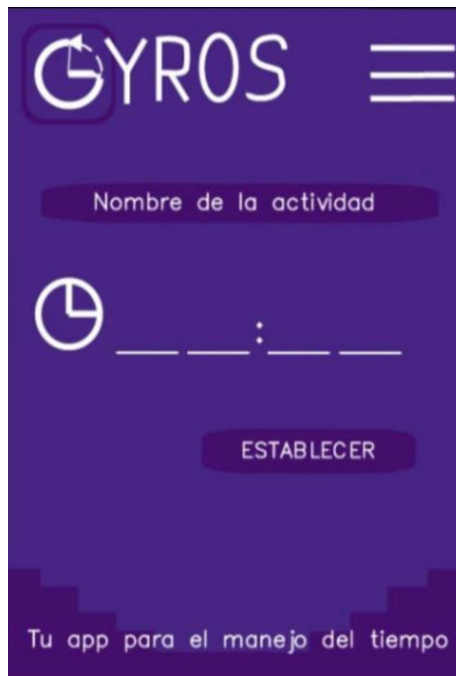 GYROS
Nombre de la actividad
__ __:__ __
ESTABLECER
Tu app para el manejo del tiempo